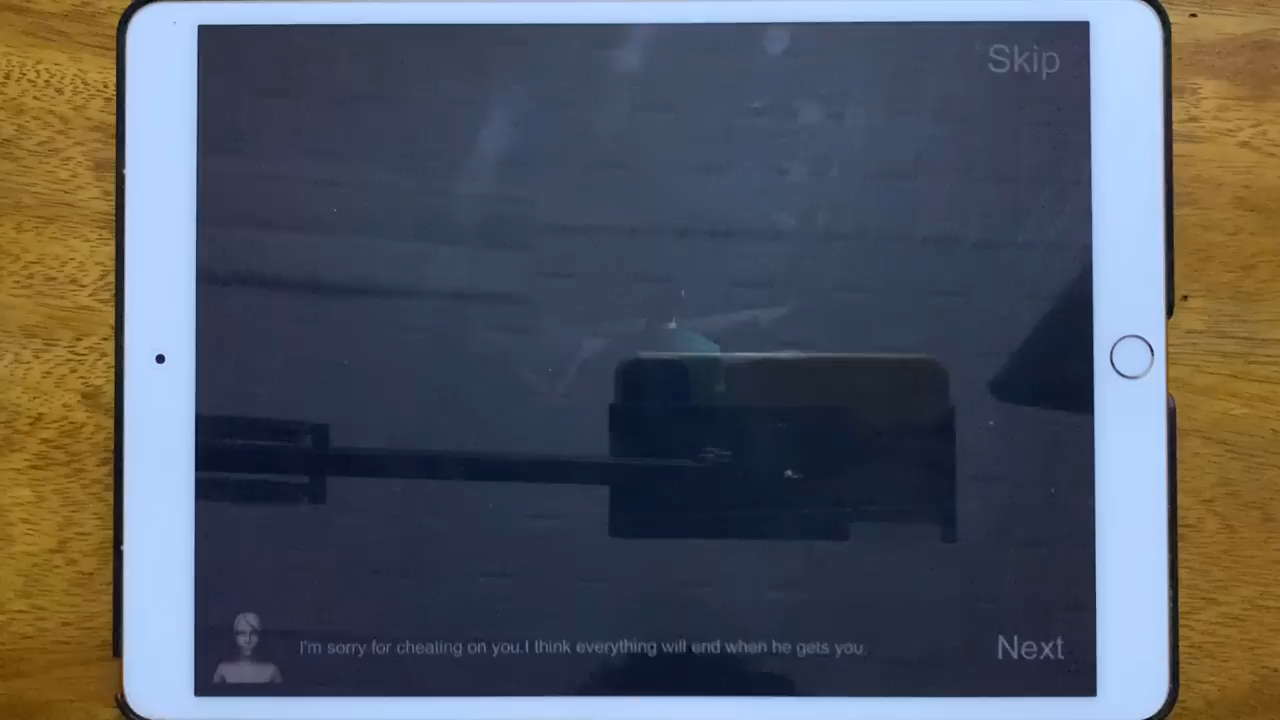 Skip
I'm sorry for cheating on you.I think everything will end when he gets you.
Next